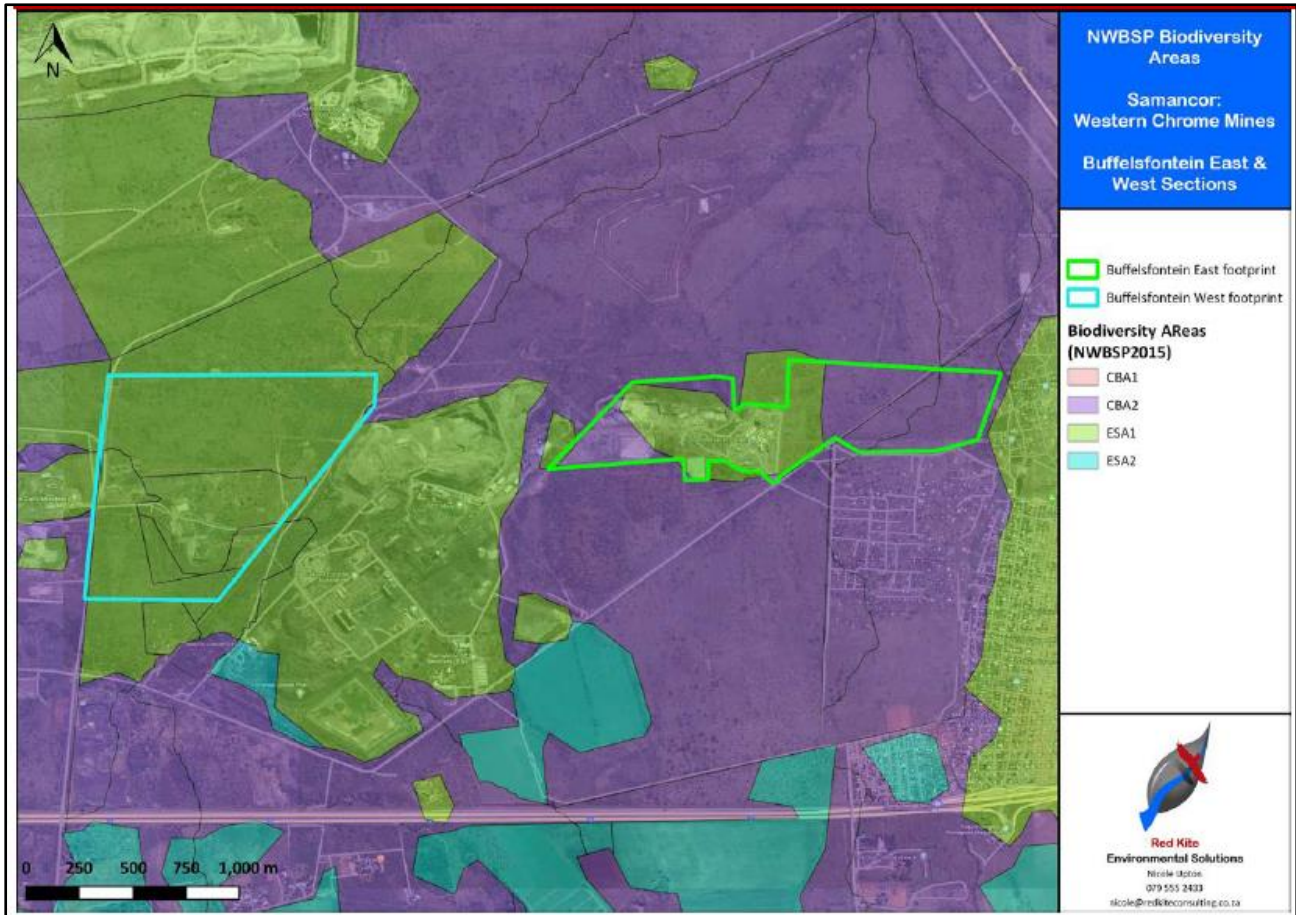 N
NWBSP Biodiversity
Areas
Samancor:
Western Chrome Mines
Buffelsfontein East &
West Sections
Buffelsfontein East footprint
Buffelsfontein West footprint
Biodiversity AReas
(NWBSP2015)
CBA1
CBA2
ESA1
ESA2
0 250 500 750 1,000 m
Red Kite
Environmental Solutions
Nicole Upton
079 555 2433
nicole@redkiteconsulting.co.za